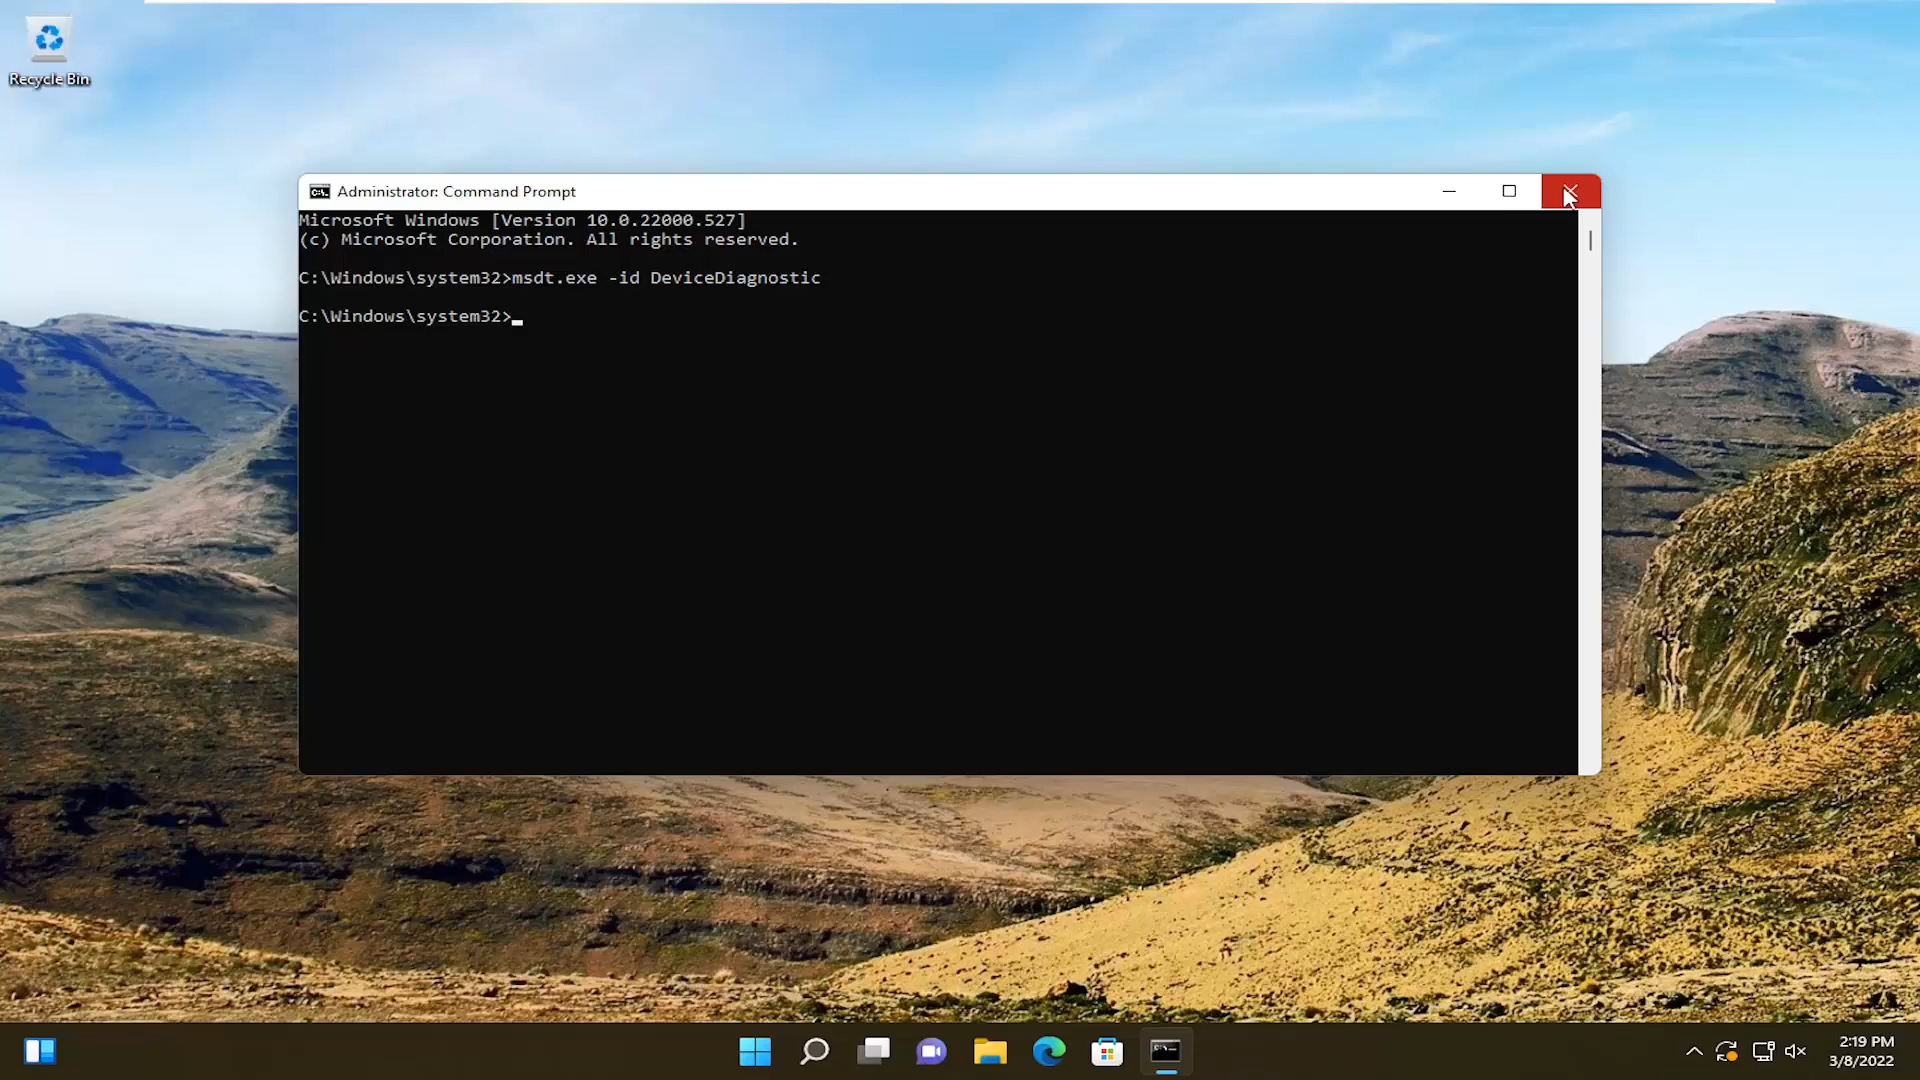 Recycle Bin
Administrator: Command Prompt
Microsoft Windows [Version 10.0.22000.527]
(c) Microsoft Corporation. All rights reserved.
C:\Windows\system32>msdt.exe -id DeviceDiagnostic
C:\Windows\system32>
2:19 PM
3/8/2022